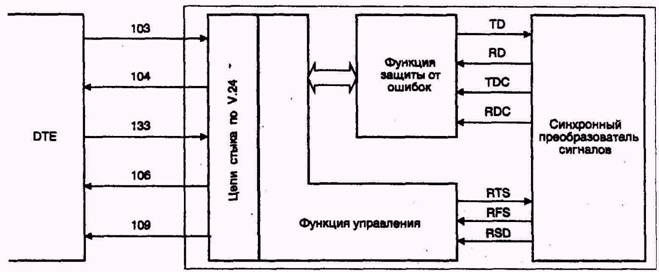 DTE
103
104
133
106
109
Цепи стыка по V.24 -
Функция управления
Функция
защиты от
ошибок
TD
RD
TDC
RDC
RTS
RFS
RSD
Синхронный
преобразователь
сигналов